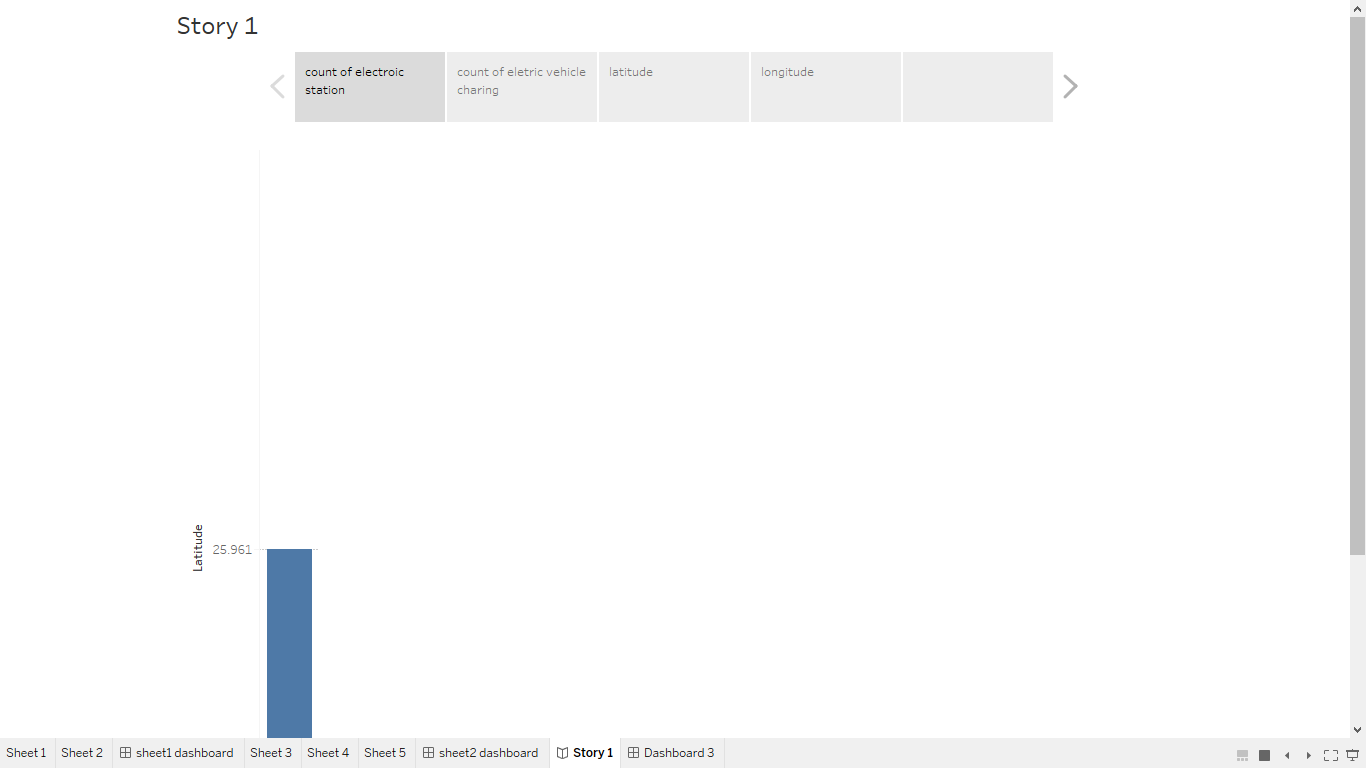 Story 1
count of electroic
station
count of eletric vehicle
charing
latitude
longitude
Latitude
25.961
Sheet 1
Sheet 2
sheet1 dashboard
Sheet 3
Sheet 4
Sheet 5
sheet2 dashboard
Story 1
Dashboard 3